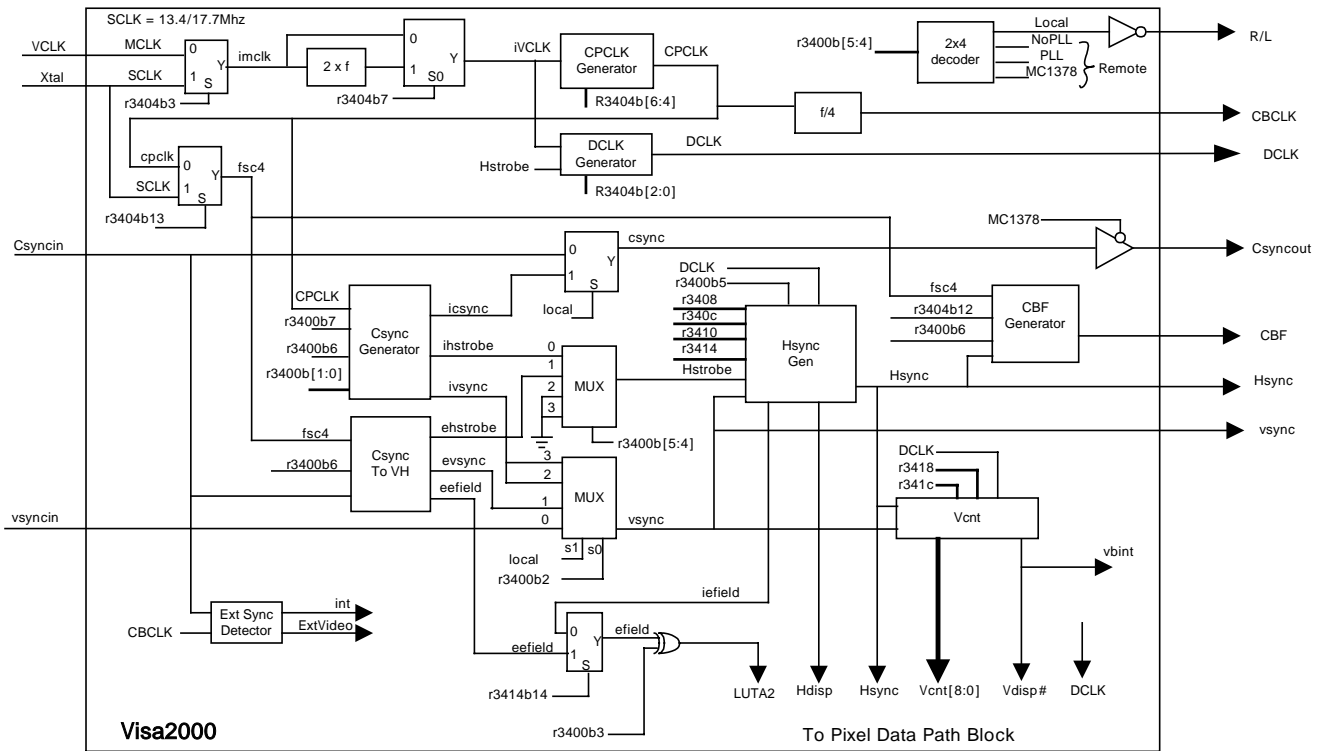 SCLK = 13.4/17.7Mhz
VCLK
MCLK
0
Y
1
S
imclk
Xtal
SCLK
r3404b3
2 x f
0
Y
1
S0
r3404b7
iVCLK
CPCLK
Generator
CPCLK
R3404b[6:4]
r3400b[5:4]
2x4
decoder
Local
NoPLL
PLL
MC1378
Remote
R/L
f/4
CBCLK
cpclk
0
Y
SCLK
1
S
fsc4
r3404b13
Hstrobe
DCLK
Generator
DCLK
R3404b[2:0]
DCLK
MC1378
Csyncin
0
Y
1
S
csync
local
Csyncout
CPCLK
r3400b7
r3400b6
r3400b[1:0]
Csync
Generator
icsync
ihstrobe
ivsync
0
1
2
3
MUX
r3400b[5:4]
DCLK
r3400b5
r3408
r340c
r3410
r3414
Hstrobe
Hsync
Gen
fsc4
r3404b12
r3400b6
CBF
Generator
CBF
Hsync
Hsync
vsync
fsc4
r3400b6
Csync
To VH
ehstrobe
evsync
eefield
3
2
1
0
MUX
s1
s0
local
r3400b2
vsync
DCLK
r3418
r341c
Vcnt
vsyncin
vbint
CBCLK
Ext Sync
Detector
int
ExtVideo
iefield
0
Y
1
S
eefield
efield
r3414b14
r3400b3
LUTA2
Hdisp
Hsync
Vcnt[8:0]
Vdisp#
DCLK
Visa2000
To Pixel Data Path Block